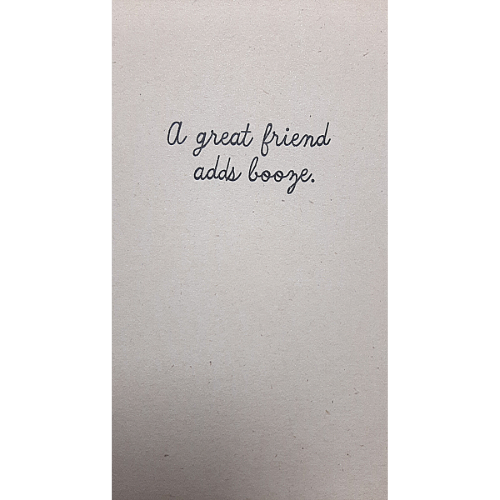 A great friend
adds booze.